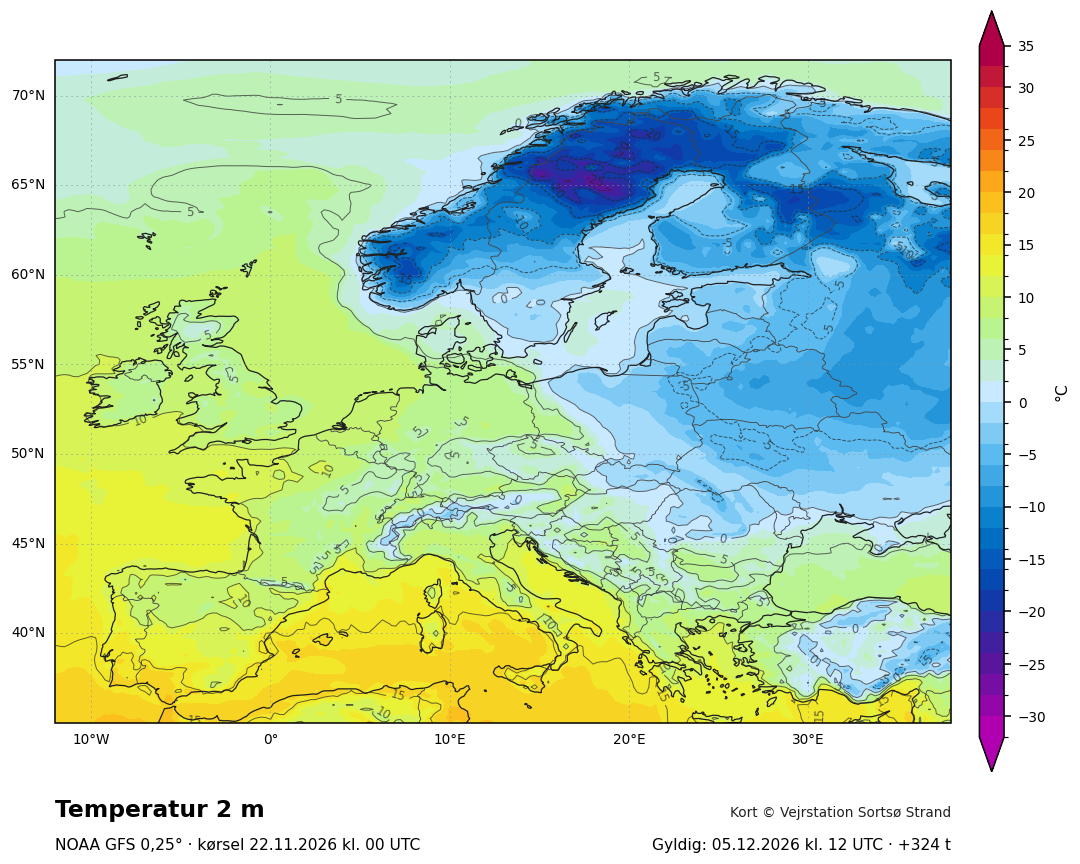 70°N
65°N
60°N
55°N
50°N
45°N
40°N
10°W
0°
10°E
20°E
30°E
35
30
25
20
15
10
5
0
−5
−10
−15
−20
−25
−30
°C
Temperatur 2 m
Kort © Vejrstation Sortsø Strand
NOAA GFS 0,25° · kørsel 22.11.2026 kl. 00 UTC
Gyldig: 05.12.2026 kl. 12 UTC · +324 t